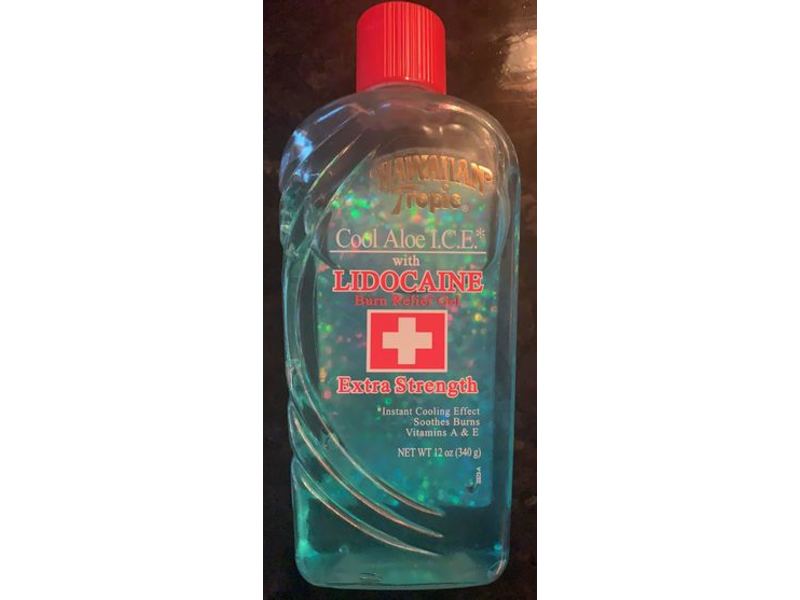 HAWAIIAN
Tropic®
Cool Aloe I.C.E.*
with
LIDOCAINE
Burn Relief Gel
Extra Strength
*Instant Cooling Effect
Soothes Burns
Vitamins A & E
NET WT 12 oz (340 g)